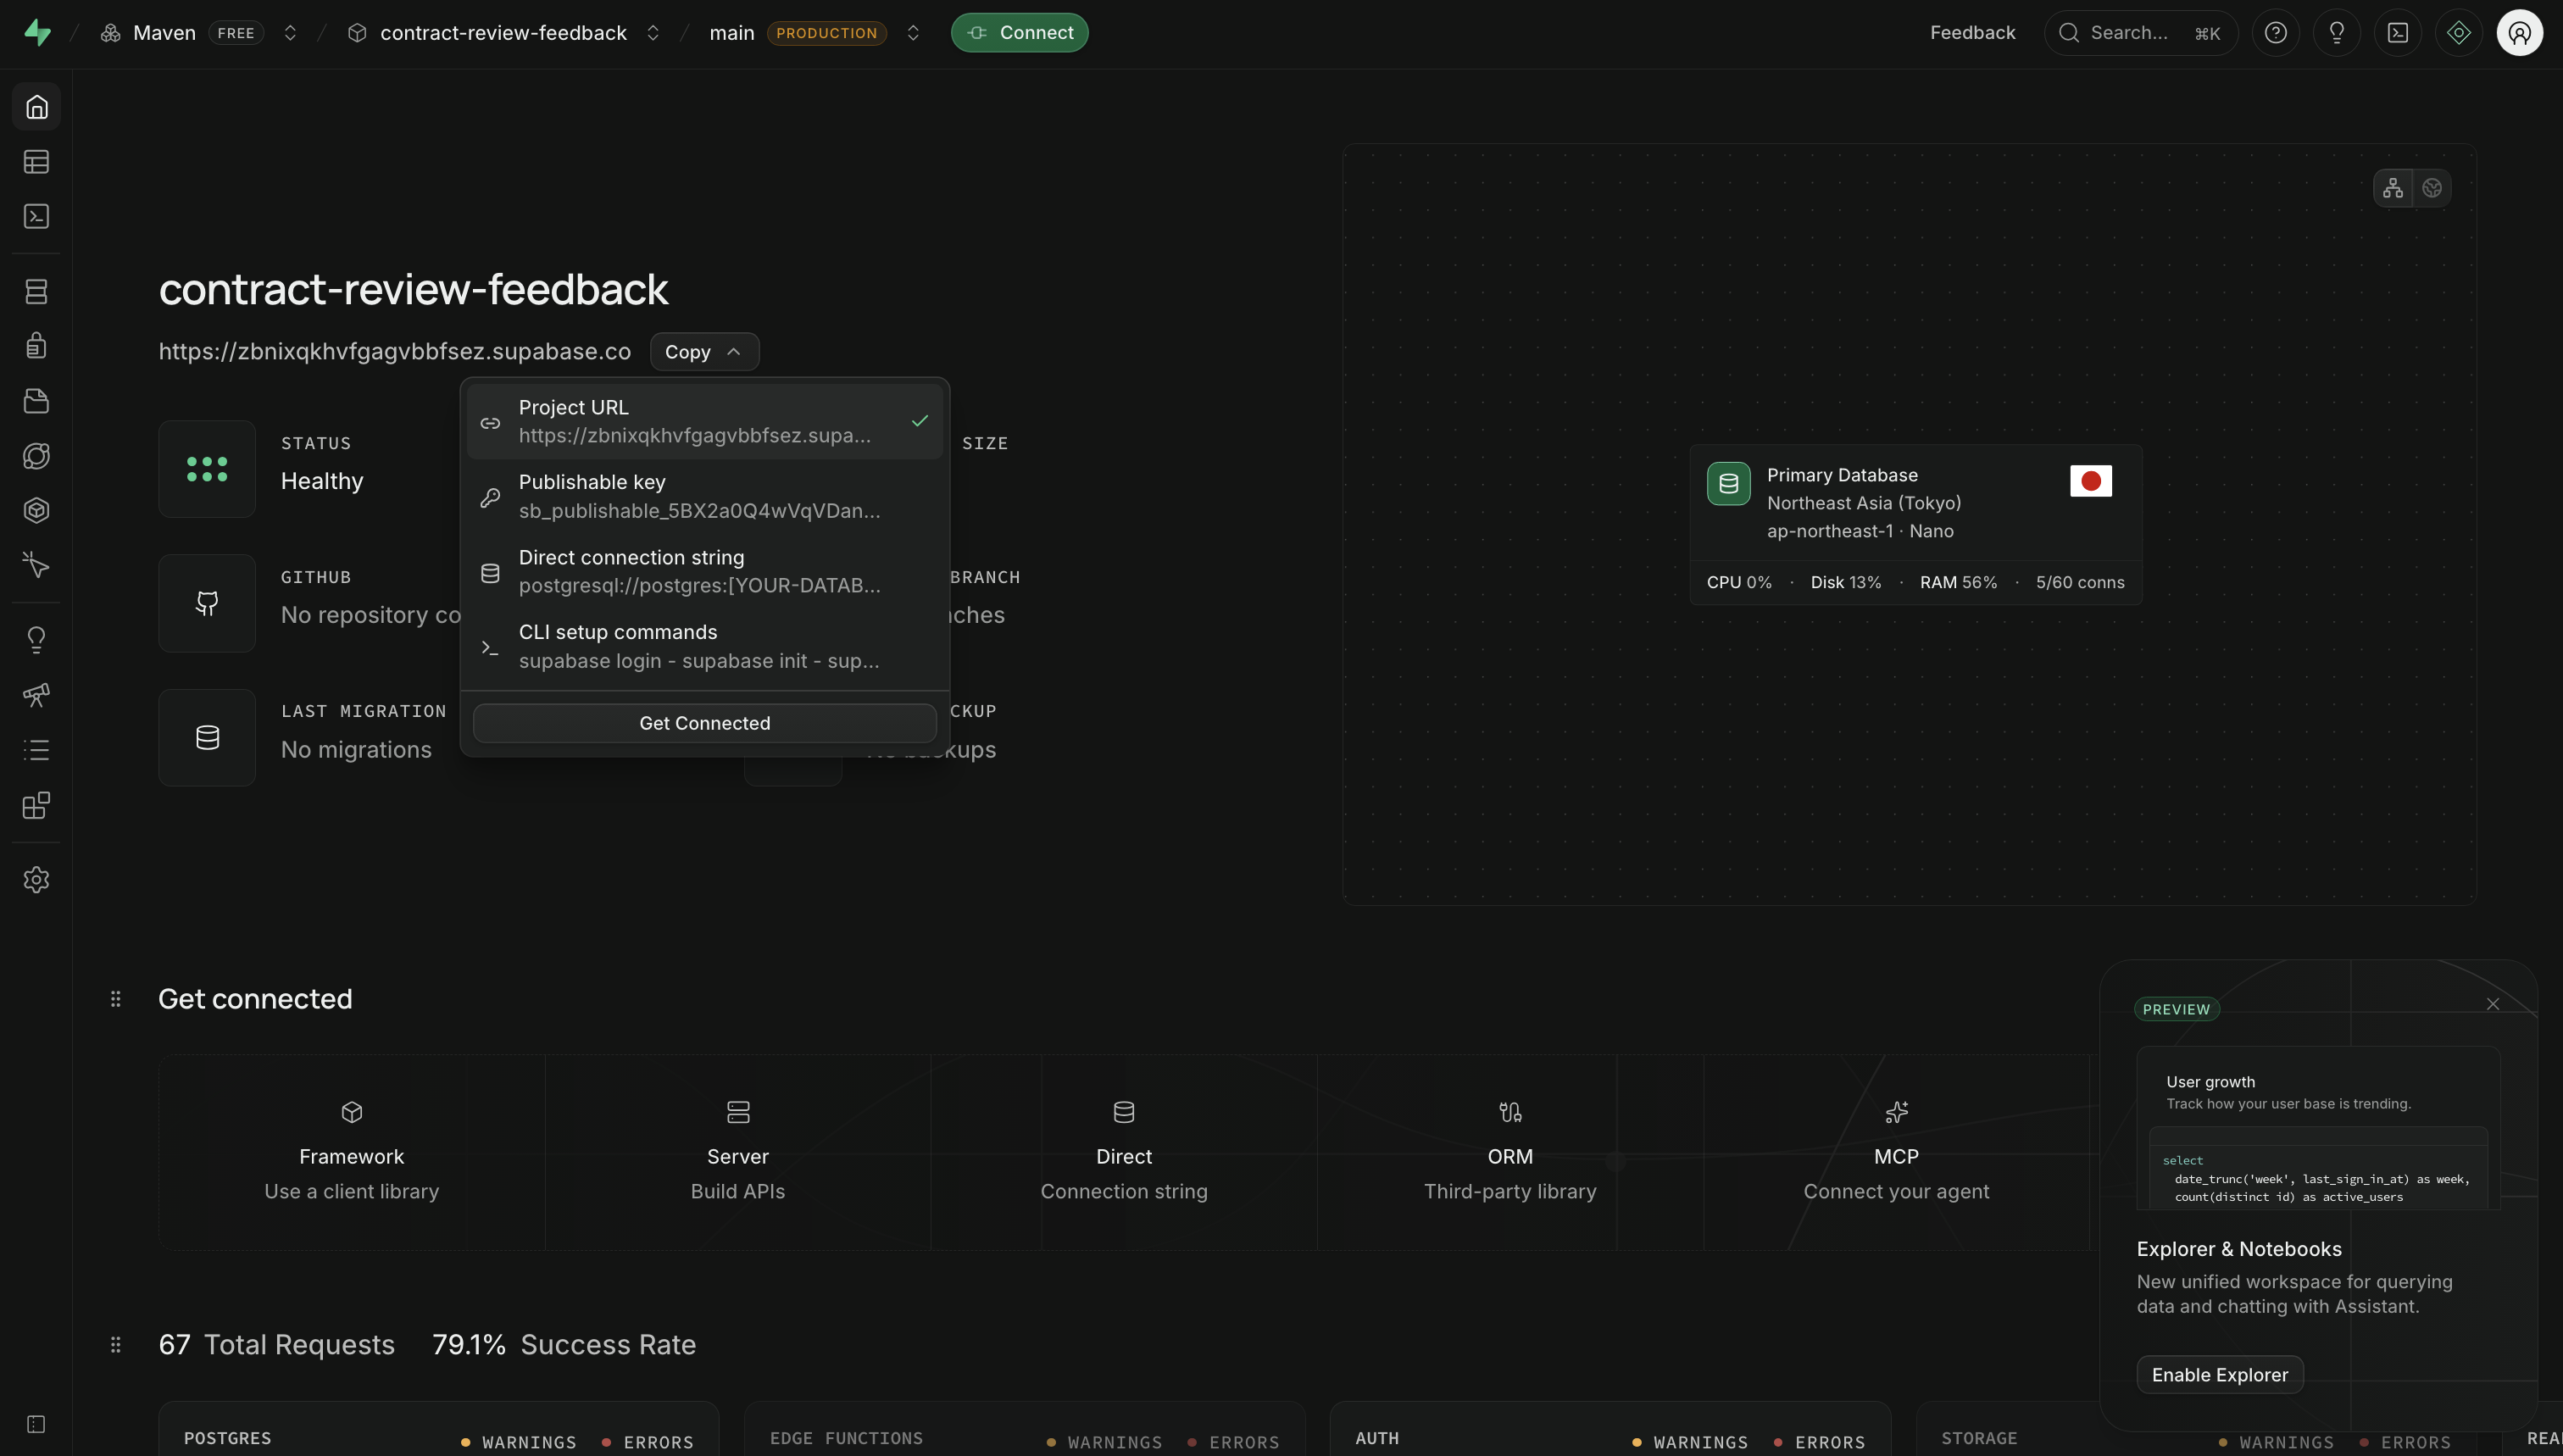 Maven FREE contract-review-feedback main PRODUCTION Connect Feedback Search... ⌘K
contract-review-feedback
https://zbnixqkhvfgagvbbfsez.supabase.co Copy
Project URL
https://zbnixqkhvfgagvbbfsez.supa...
Publishable key
sb_publishable_5BX2a0Q4wVqVDan...
Direct connection string
postgresql://postgres:[YOUR-DATAB...
CLI setup commands
supabase login - supabase init - sup...
Get Connected
STATUS
Healthy
SIZE
GITHUB
No repository co
BRANCH
ches
LAST MIGRATION
No migrations
CKUP
No backups
Primary Database
Northeast Asia (Tokyo)
ap-northeast-1 · Nano
CPU 0% · Disk 13% · RAM 56% · 5/60 conns
Get connected
Framework
Use a client library
Server
Build APIs
Direct
Connection string
ORM
Third-party library
MCP
Connect your agent
PREVIEW
User growth
Track how your user base is trending.
select
date_trunc('week', last_sign_in_at) as week,
count(distinct id) as active_users
Explorer & Notebooks
New unified workspace for querying
data and chatting with Assistant.
Enable Explorer
67 Total Requests 79.1% Success Rate
POSTGRES WARNINGS ERRORS
EDGE FUNCTIONS WARNINGS ERRORS
AUTH WARNINGS ERRORS
STORAGE WARNINGS ERRORS
REA